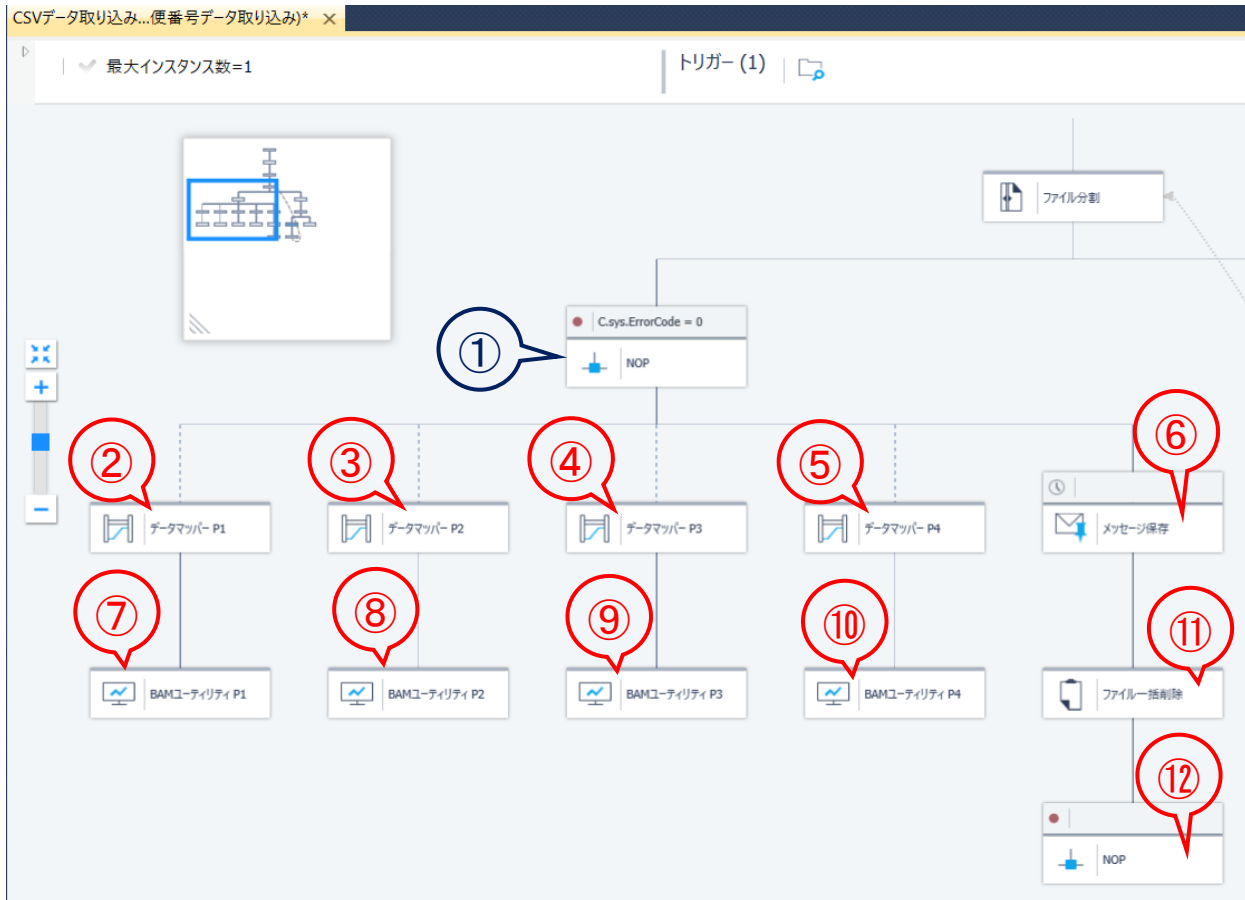 CSVデータ取り込み...便番号データ取り込み)* ×
最大インスタンス数=1
トリガー (1)
ファイル分割
C.sys.ErrorCode = 0
① NOP
② ③ ④ ⑤ ⑥
データマッパー P1
データマッパー P2
データマッパー P3
データマッパー P4
メッセージ保存
⑦ ⑧ ⑨ ⑩ ⑪
BAMユーティリティ P1
BAMユーティリティ P2
BAMユーティリティ P3
BAMユーティリティ P4
ファイル一括削除
⑫
NOP